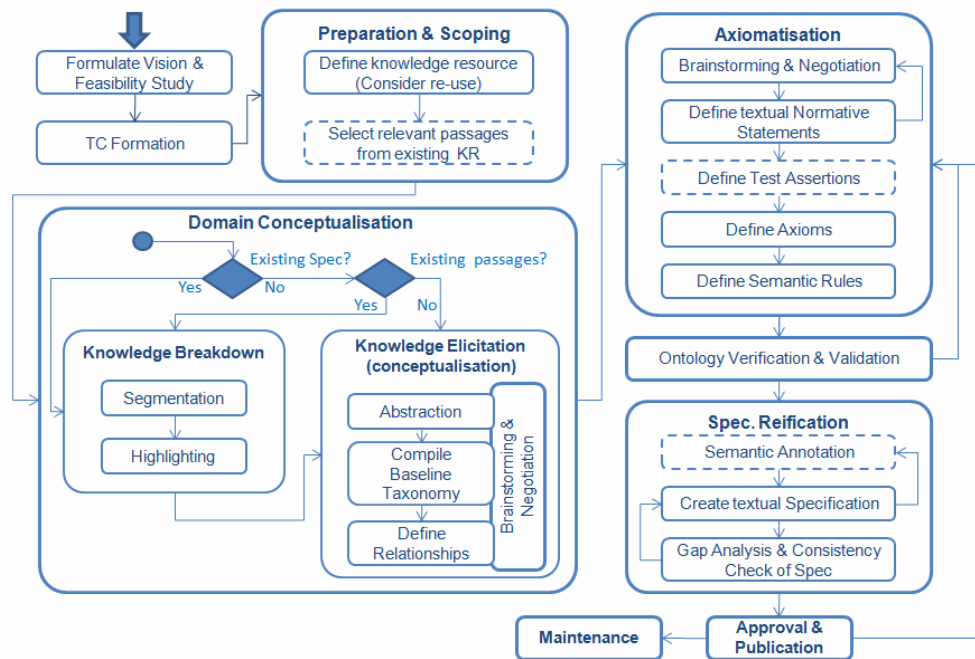 Formulate Vision &
Feasibility Study
TC Formation
Preparation & Scoping
Define knowledge resource
(Consider re-use)
Select relevant passages
from existing KR
Domain Conceptualisation
Existing Spec?
Existing passages?
Yes
No
Yes
No
Knowledge Breakdown
Segmentation
Highlighting
Knowledge Elicitation
(conceptualisation)
Abstraction
Compile
Baseline
Taxonomy
Define
Relationships
Brainstorming &
Negotiation
Axiomatisation
Brainstorming & Negotiation
Define textual Normative
Statements
Define Test Assertions
Define Axioms
Define Semantic Rules
Ontology Verification & Validation
Spec. Reification
Semantic Annotation
Create textual Specification
Gap Analysis & Consistency
Check of Spec
Maintenance
Approval &
Publication